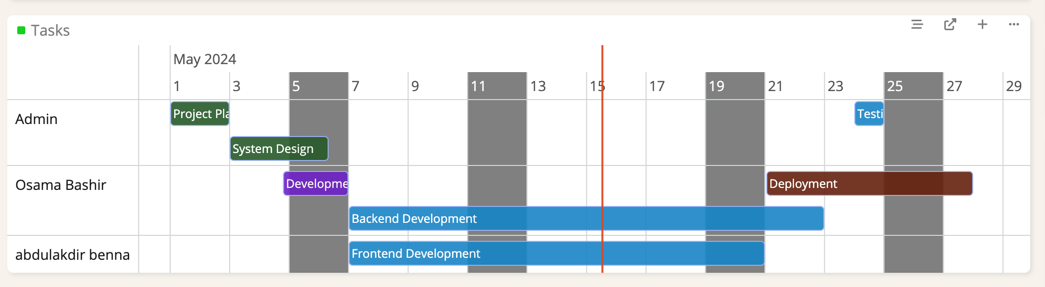 Tasks
May 2024
1 3 5 7 9 11 13 15 17 19 21 23 25 27 29
Admin
Project Pla
Testi
System Design
Osama Bashir
Developme
Deployment
Backend Development
abdulakdir benna
Frontend Development